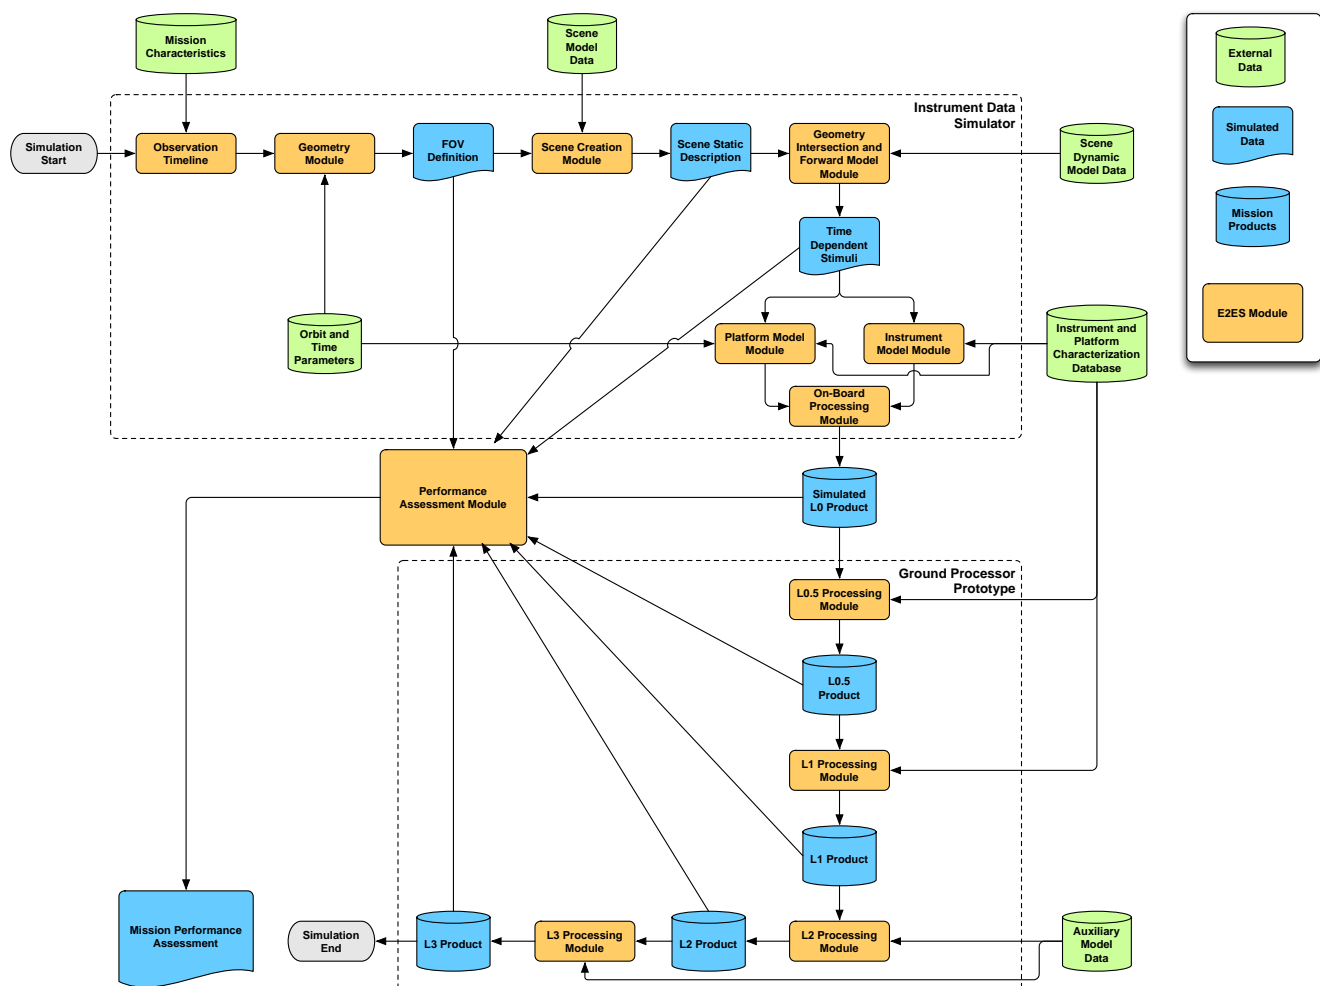 Mission
Characteristics
Scene
Model
Data
External
Data
Instrument Data
Simulator
Simulation
Start
Observation
Timeline
Geometry
Module
FOV
Definition
Scene Creation
Module
Scene Static
Description
Geometry
Intersection and
Forward Model
Module
Scene
Dynamic
Model Data
Simulated
Data
Mission
Products
Time
Dependent
Stimuli
E2ES Module
Orbit and
Time
Parameters
Platform Model
Module
Instrument
Model Module
Instrument and
Platform
Characterization
Database
On-Board
Processing
Module
Performance
Assessment Module
Simulated
L0 Product
Ground Processor
Prototype
L0.5 Processing
Module
L0.5
Product
L1 Processing
Module
L1 Product
Mission Performance
Assessment
Simulation
End
L3 Product
L3 Processing
Module
L2 Product
L2 Processing
Module
Auxiliary
Model
Data